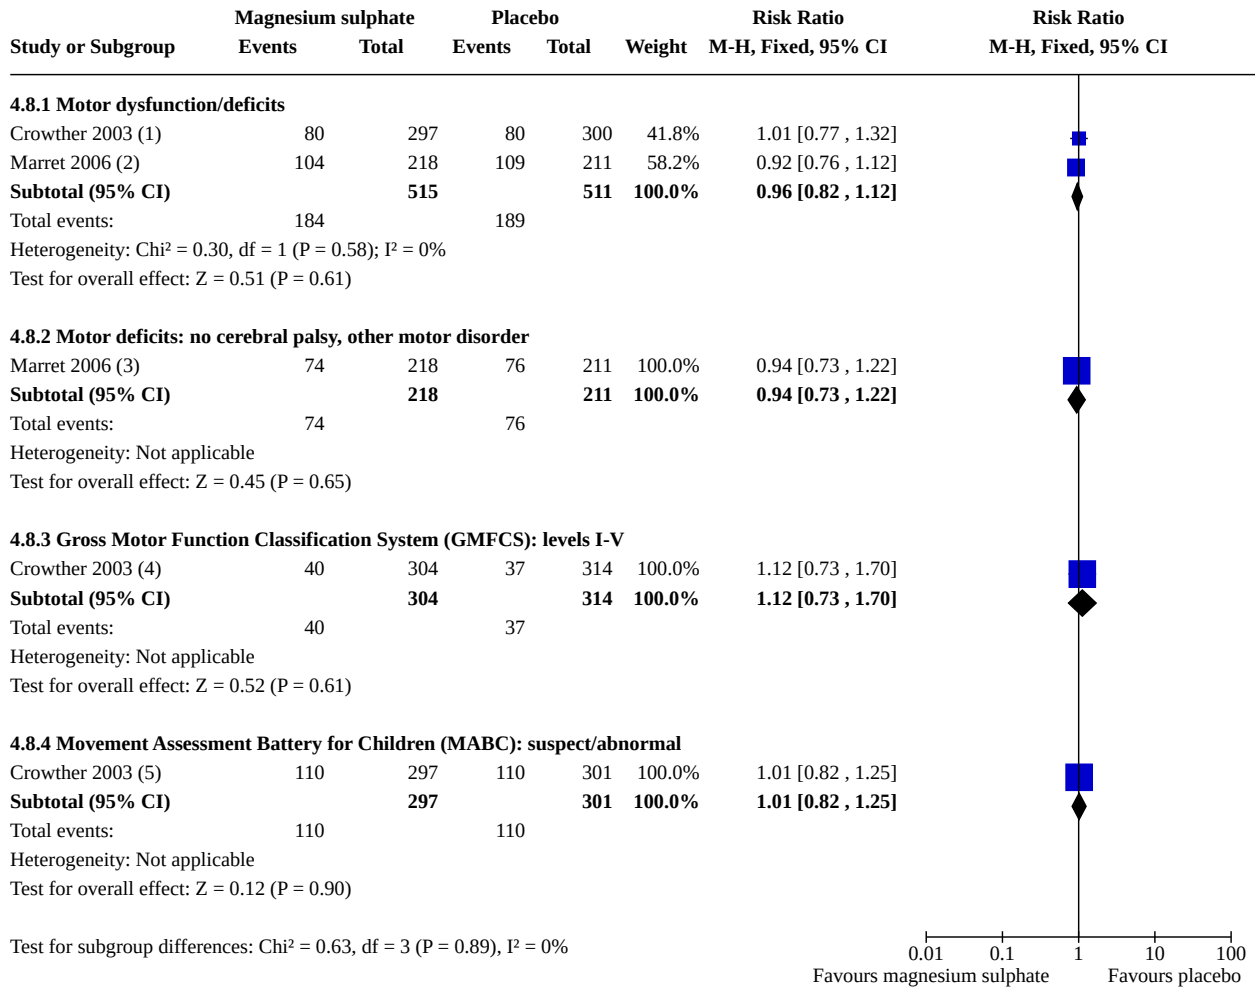 Magnesium sulphate Placebo Risk Ratio Risk Ratio
Study or Subgroup Events Total Events Total Weight M-H, Fixed, 95% CI M-H, Fixed, 95% CI
4.8.1 Motor dysfunction/deficits
Crowther 2003 (1) 80 297 80 300 41.8% 1.01 [0.77 , 1.32]
Marret 2006 (2) 104 218 109 211 58.2% 0.92 [0.76 , 1.12]
Subtotal (95% CI) 515 511 100.0% 0.96 [0.82 , 1.12]
Total events: 184 189
Heterogeneity: Chi² = 0.30, df = 1 (P = 0.58); I² = 0%
Test for overall effect: Z = 0.51 (P = 0.61)
4.8.2 Motor deficits: no cerebral palsy, other motor disorder
Marret 2006 (3) 74 218 76 211 100.0% 0.94 [0.73 , 1.22]
Subtotal (95% CI) 218 211 100.0% 0.94 [0.73 , 1.22]
Total events: 74 76
Heterogeneity: Not applicable
Test for overall effect: Z = 0.45 (P = 0.65)
4.8.3 Gross Motor Function Classification System (GMFCS): levels I-V
Crowther 2003 (4) 40 304 37 314 100.0% 1.12 [0.73 , 1.70]
Subtotal (95% CI) 304 314 100.0% 1.12 [0.73 , 1.70]
Total events: 40 37
Heterogeneity: Not applicable
Test for overall effect: Z = 0.52 (P = 0.61)
4.8.4 Movement Assessment Battery for Children (MABC): suspect/abnormal
Crowther 2003 (5) 110 297 110 301 100.0% 1.01 [0.82 , 1.25]
Subtotal (95% CI) 297 301 100.0% 1.01 [0.82 , 1.25]
Total events: 110 110
Heterogeneity: Not applicable
Test for overall effect: Z = 0.12 (P = 0.90)
Test for subgroup differences: Chi² = 0.63, df = 3 (P = 0.89), I² = 0%
0.01 0.1 1 10 100
Favours magnesium sulphate Favours placebo